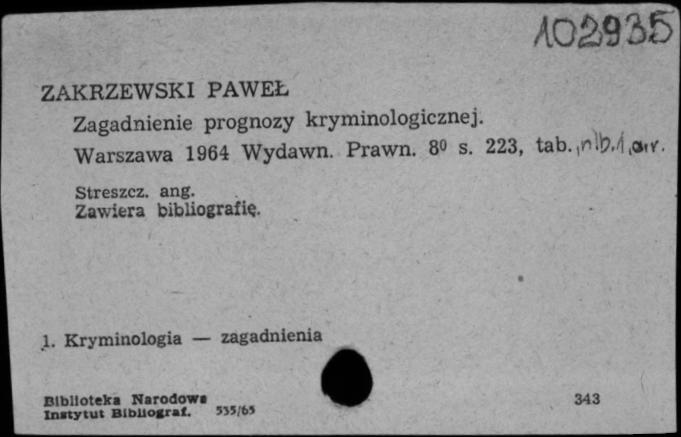 102935
ZAKRZEWSKI PAWEŁ
Zagadnienie prognozy kryminologicznej.
Warszawa 1964 Wydawn. Prawn. 8⁰ s. 223, tab., nlb. 1,
Streszcz. ang.
Zawiera bibliografię.
1. Kryminologia — zagadnienia
Biblioteka Narodowa
Instytut Bibliograf. 535/65
343